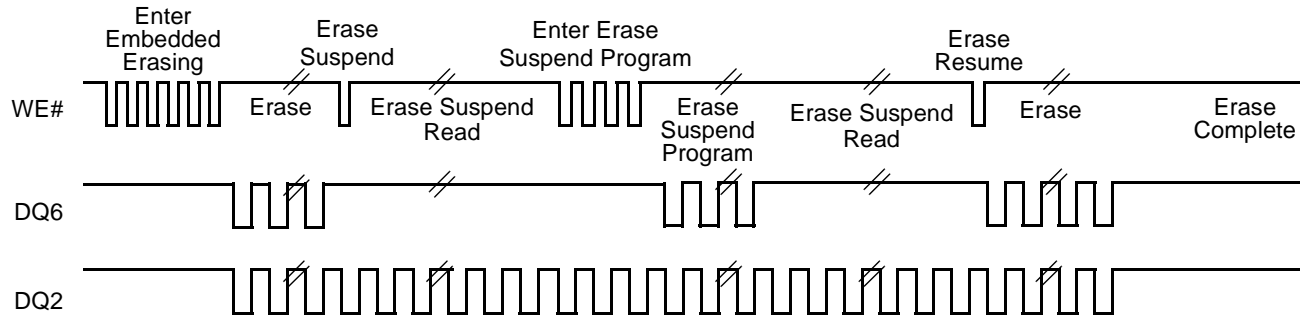 Enter
Embedded
Erasing
Erase
Suspend
Enter Erase
Suspend Program
Erase
Resume
WE#
Erase
Erase Suspend
Read
Erase
Suspend
Program
Erase Suspend
Read
Erase
Erase
Complete
DQ6
DQ2